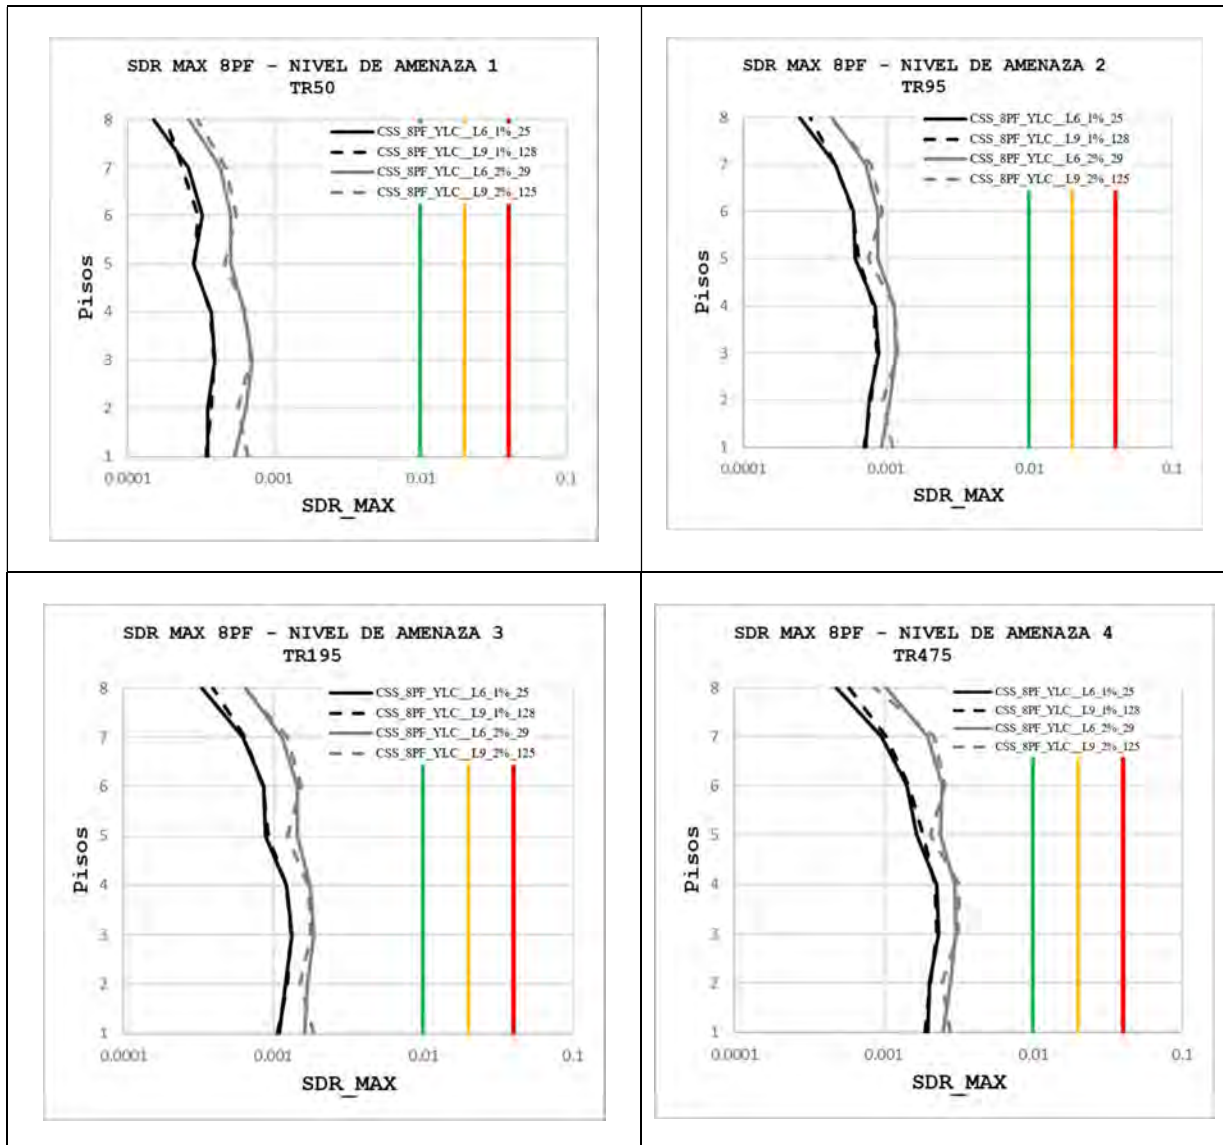 SDR MAX 8PF - NIVEL DE AMENAZA 1
TR50
CSS_8PF_YLC__L6_1%_25
CSS_8PF_YLC__L9_1%_128
CSS_8PF_YLC__L6_2%_29
CSS_8PF_YLC__L9_2%_125
8
7
6
5
4
3
2
1
Pisos
0.0001
0.001
0.01
0.1
SDR_MAX
SDR MAX 8PF - NIVEL DE AMENAZA 2
TR95
CSS_8PF_YLC__L6_1%_25
CSS_8PF_YLC__L9_1%_128
CSS_8PF_YLC__L6_2%_29
CSS_8PF_YLC__L9_2%_125
8
7
6
5
4
3
2
1
Pisos
0.0001
0.001
0.01
0.1
SDR_MAX
SDR MAX 8PF - NIVEL DE AMENAZA 3
TR195
CSS_8PF_YLC__L6_1%_25
CSS_8PF_YLC__L9_1%_128
CSS_8PF_YLC__L6_2%_29
CSS_8PF_YLC__L9_2%_125
8
7
6
5
4
3
2
1
Pisos
0.0001
0.001
0.01
0.1
SDR_MAX
SDR MAX 8PF - NIVEL DE AMENAZA 4
TR475
CSS_8PF_YLC__L6_1%_25
CSS_8PF_YLC__L9_1%_128
CSS_8PF_YLC__L6_2%_29
CSS_8PF_YLC__L9_2%_125
8
7
6
5
4
3
2
1
Pisos
0.0001
0.001
0.01
0.1
SDR_MAX